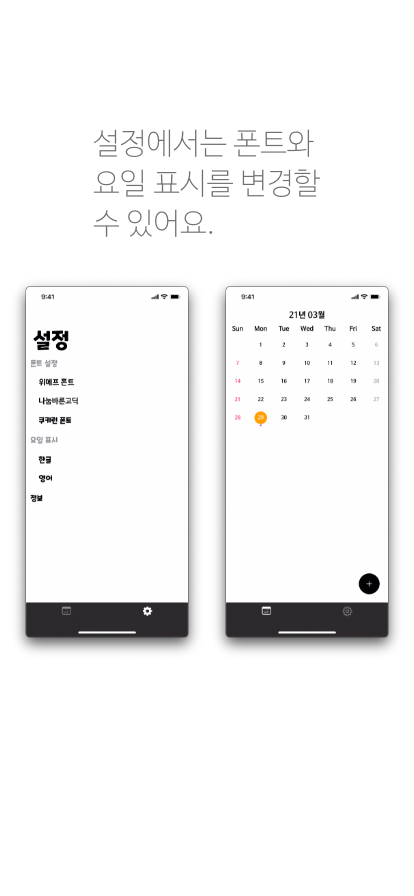 설정에서는 폰트와
요일 표시를 변경할
수 있어요.
9:41
설정
폰트 설정
위메프 폰트
나눔바른고딕
쿠키런 폰트
요일 표시
한글
영어
정보
9:41
21년 03월
Sun Mon Tue Wed Thu Fri Sat
1 2 3 4 5 6
7 8 9 10 11 12 13
14 15 16 17 18 19 20
21 22 23 24 25 26 27
28 29 30 31
+